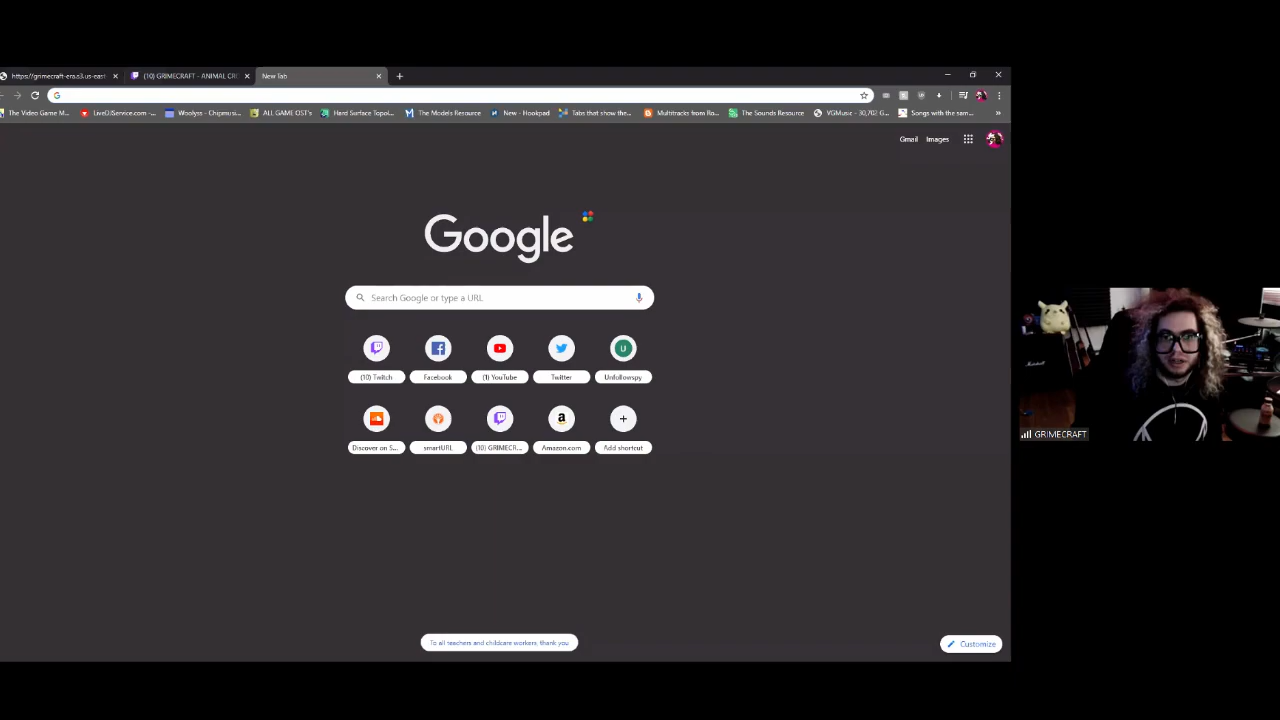 https://grimecraft-era.s3.us-east
(10) GRIMECRAFT - ANIMAL CR
New Tab
The Video Game M...
LiveDJService.com -...
Woolyss - Chipmusi...
ALL GAME OST's
Hard Surface Topol...
The Models Resource
New - Hookpad
Tabs that show the...
Multitracks from Ro...
The Sounds Resource
VGMusic - 30,702 G...
Songs with the sam...
Gmail
Images
Google
Search Google or type a URL
(10) Twitch
Facebook
(1) YouTube
Twitter
Unfollowspy
Discover on S...
smartURL
(10) GRIMECR...
Amazon.com
Add shortcut
To all teachers and childcare workers, thank you
Customize
GRIMECRAFT